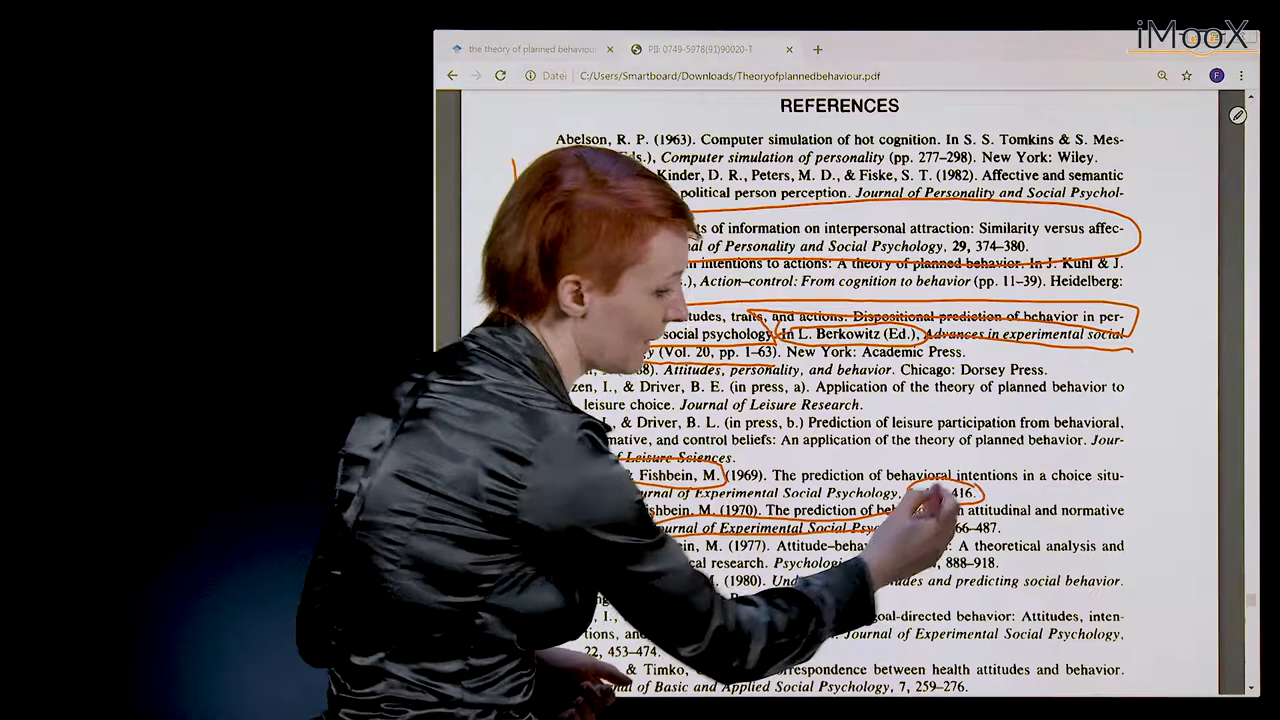 iMooX
the theory of planned behaviou
PII: 0749-5978(91)90020-T
Datei
C:/Users/Smartboard/Downloads/Theoryofplannedbehaviour.pdf
REFERENCES
Abelson, R. P. (1963). Computer simulation of hot cognition. In S. S. Tomkins & S. Mes-
Computer simulation of personality (pp. 277–298). New York: Wiley.
Kinder, D. R., Peters, M. D., & Fiske, S. T. (1982). Affective and semantic
political person perception. Journal of Personality and Social Psychol-
of information on interpersonal attraction: Similarity versus affec-
of Personality and Social Psychology, 29, 374–380.
intentions to actions: A theory of planned behavior. In J. Kuhl & J.
Action–control: From cognition to behavior (pp. 11–39). Heidelberg:
traits, and actions: Dispositional prediction of behavior in per-
social psychology. In L. Berkowitz (Ed.), Advances in experimental social
(Vol. 20, pp. 1–63). New York: Academic Press.
Attitudes, personality, and behavior. Chicago: Dorsey Press.
I., & Driver, B. E. (in press, a). Application of the theory of planned behavior to
leisure choice. Journal of Leisure Research.
& Driver, B. L. (in press, b.) Prediction of leisure participation from behavioral,
and control beliefs: An application of the theory of planned behavior. Jour-
Leisure Sciences.
& Fishbein, M. (1969). The prediction of behavioral intentions in a choice situ-
of Experimental Social Psychology,
416.
M. (1970). The prediction of
attitudinal and normative
Journal of Experimental Social
66–487.
M. (1977).
A theoretical analysis and
research.
888–918.
(1980).
and predicting social behavior.
I.,
goal-directed behavior: Attitudes, inten-
tions,
Journal of Experimental Social Psychology,
22, 453–474.
& Timko,
between health attitudes and behavior.
of Basic and Applied Social Psychology, 7, 259–276.